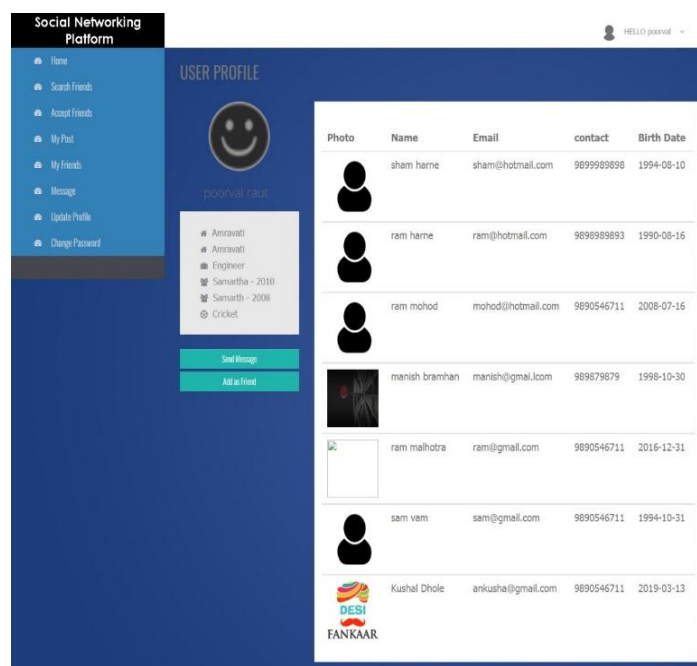 Social Networking
Platform
HELLO poorval
Home
Search Friends
Accept Friends
My Post
My Friends
Message
Update Profile
Change Password
USER PROFILE
poorval raut
Amravati
Amravati
Engineer
Samartha - 2010
Samarth - 2008
Cricket
Send Message
Add as Friend
Photo Name Email contact Birth Date
sham harne sham@hotmail.com 9899989898 1994-08-10
ram harne ram@hotmail.com 9898989893 1990-08-16
ram mohod mohod@hotmail.com 9890546711 2008-07-16
manish bramhan manish@gmai.lcom 989879879 1998-10-30
ram malhotra ram@gmail.com 9890546711 2016-12-31
sam vam sam@gmail.com 9890546711 1994-10-31
Kushal Dhole ankusha@gmail.com 9890546711 2019-03-13
DESI
FANKAAR